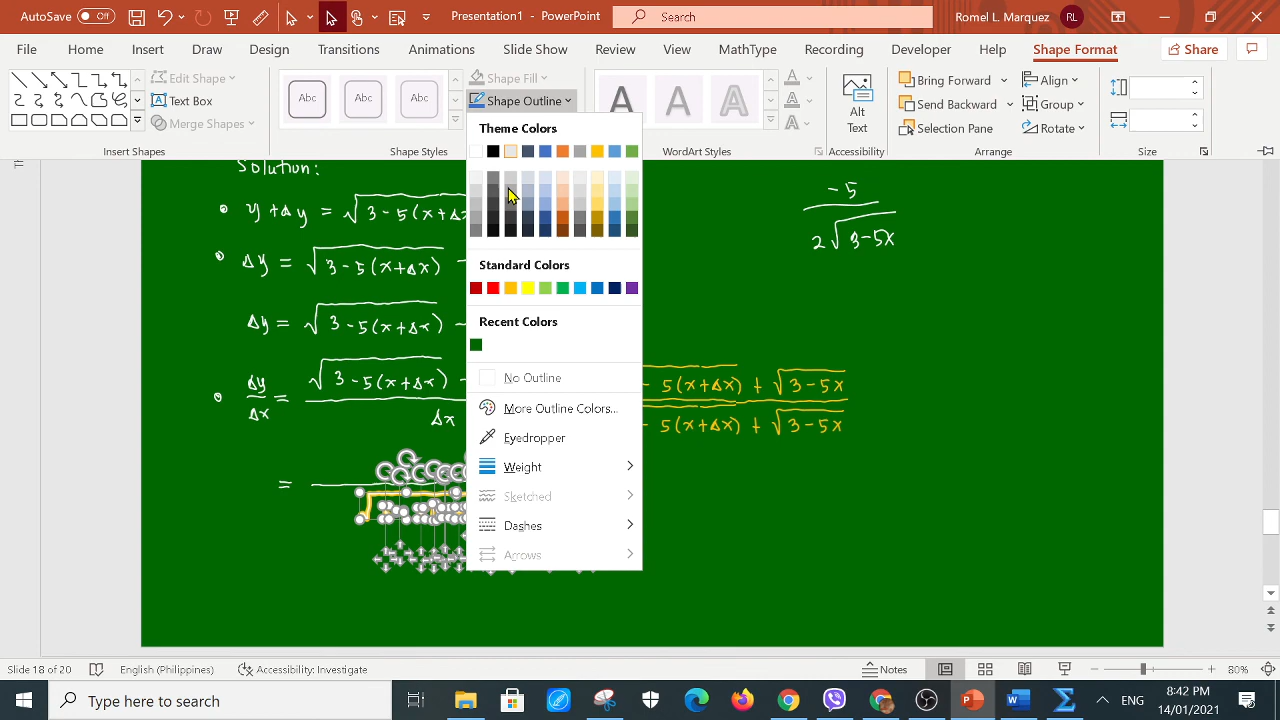 AutoSave Off Presentation1 - PowerPoint Search Romel L. Marquez RL
File Home Insert Draw Design Transitions Animations Slide Show Review View MathType Recording Developer Help Shape Format Share
Edit Shape Abc Abc Abc Shape Fill A A A A Bring Forward Align
Text Box Shape Outline A Alt Text Send Backward Group
Merge Shapes A Selection Pane Rotate
Insert Shapes Shape Styles WordArt Styles Accessibility Arrange Size
Theme Colors
Standard Colors
Recent Colors
No Outline
More Outline Colors...
Eyedropper
Weight
Sketched
Dashes
Arrows
Solution:
• y + Δy = √(3 - 5(x + Δx
• Δy = √(3 - 5(x+Δx) -
Δy = √(3 - 5(x+Δx) -
• Δy/Δx = √(3 - 5(x+Δx) - / Δx
- 5(x+Δx) + √(3 - 5x)
- 5(x+Δx) + √(3 - 5x)
=
-5
2√(3-5x)
Slide 18 of 20 English (Philippines) Accessibility: Investigate Notes 80%
Type here to search ENG 8:42 PM
14/01/2021